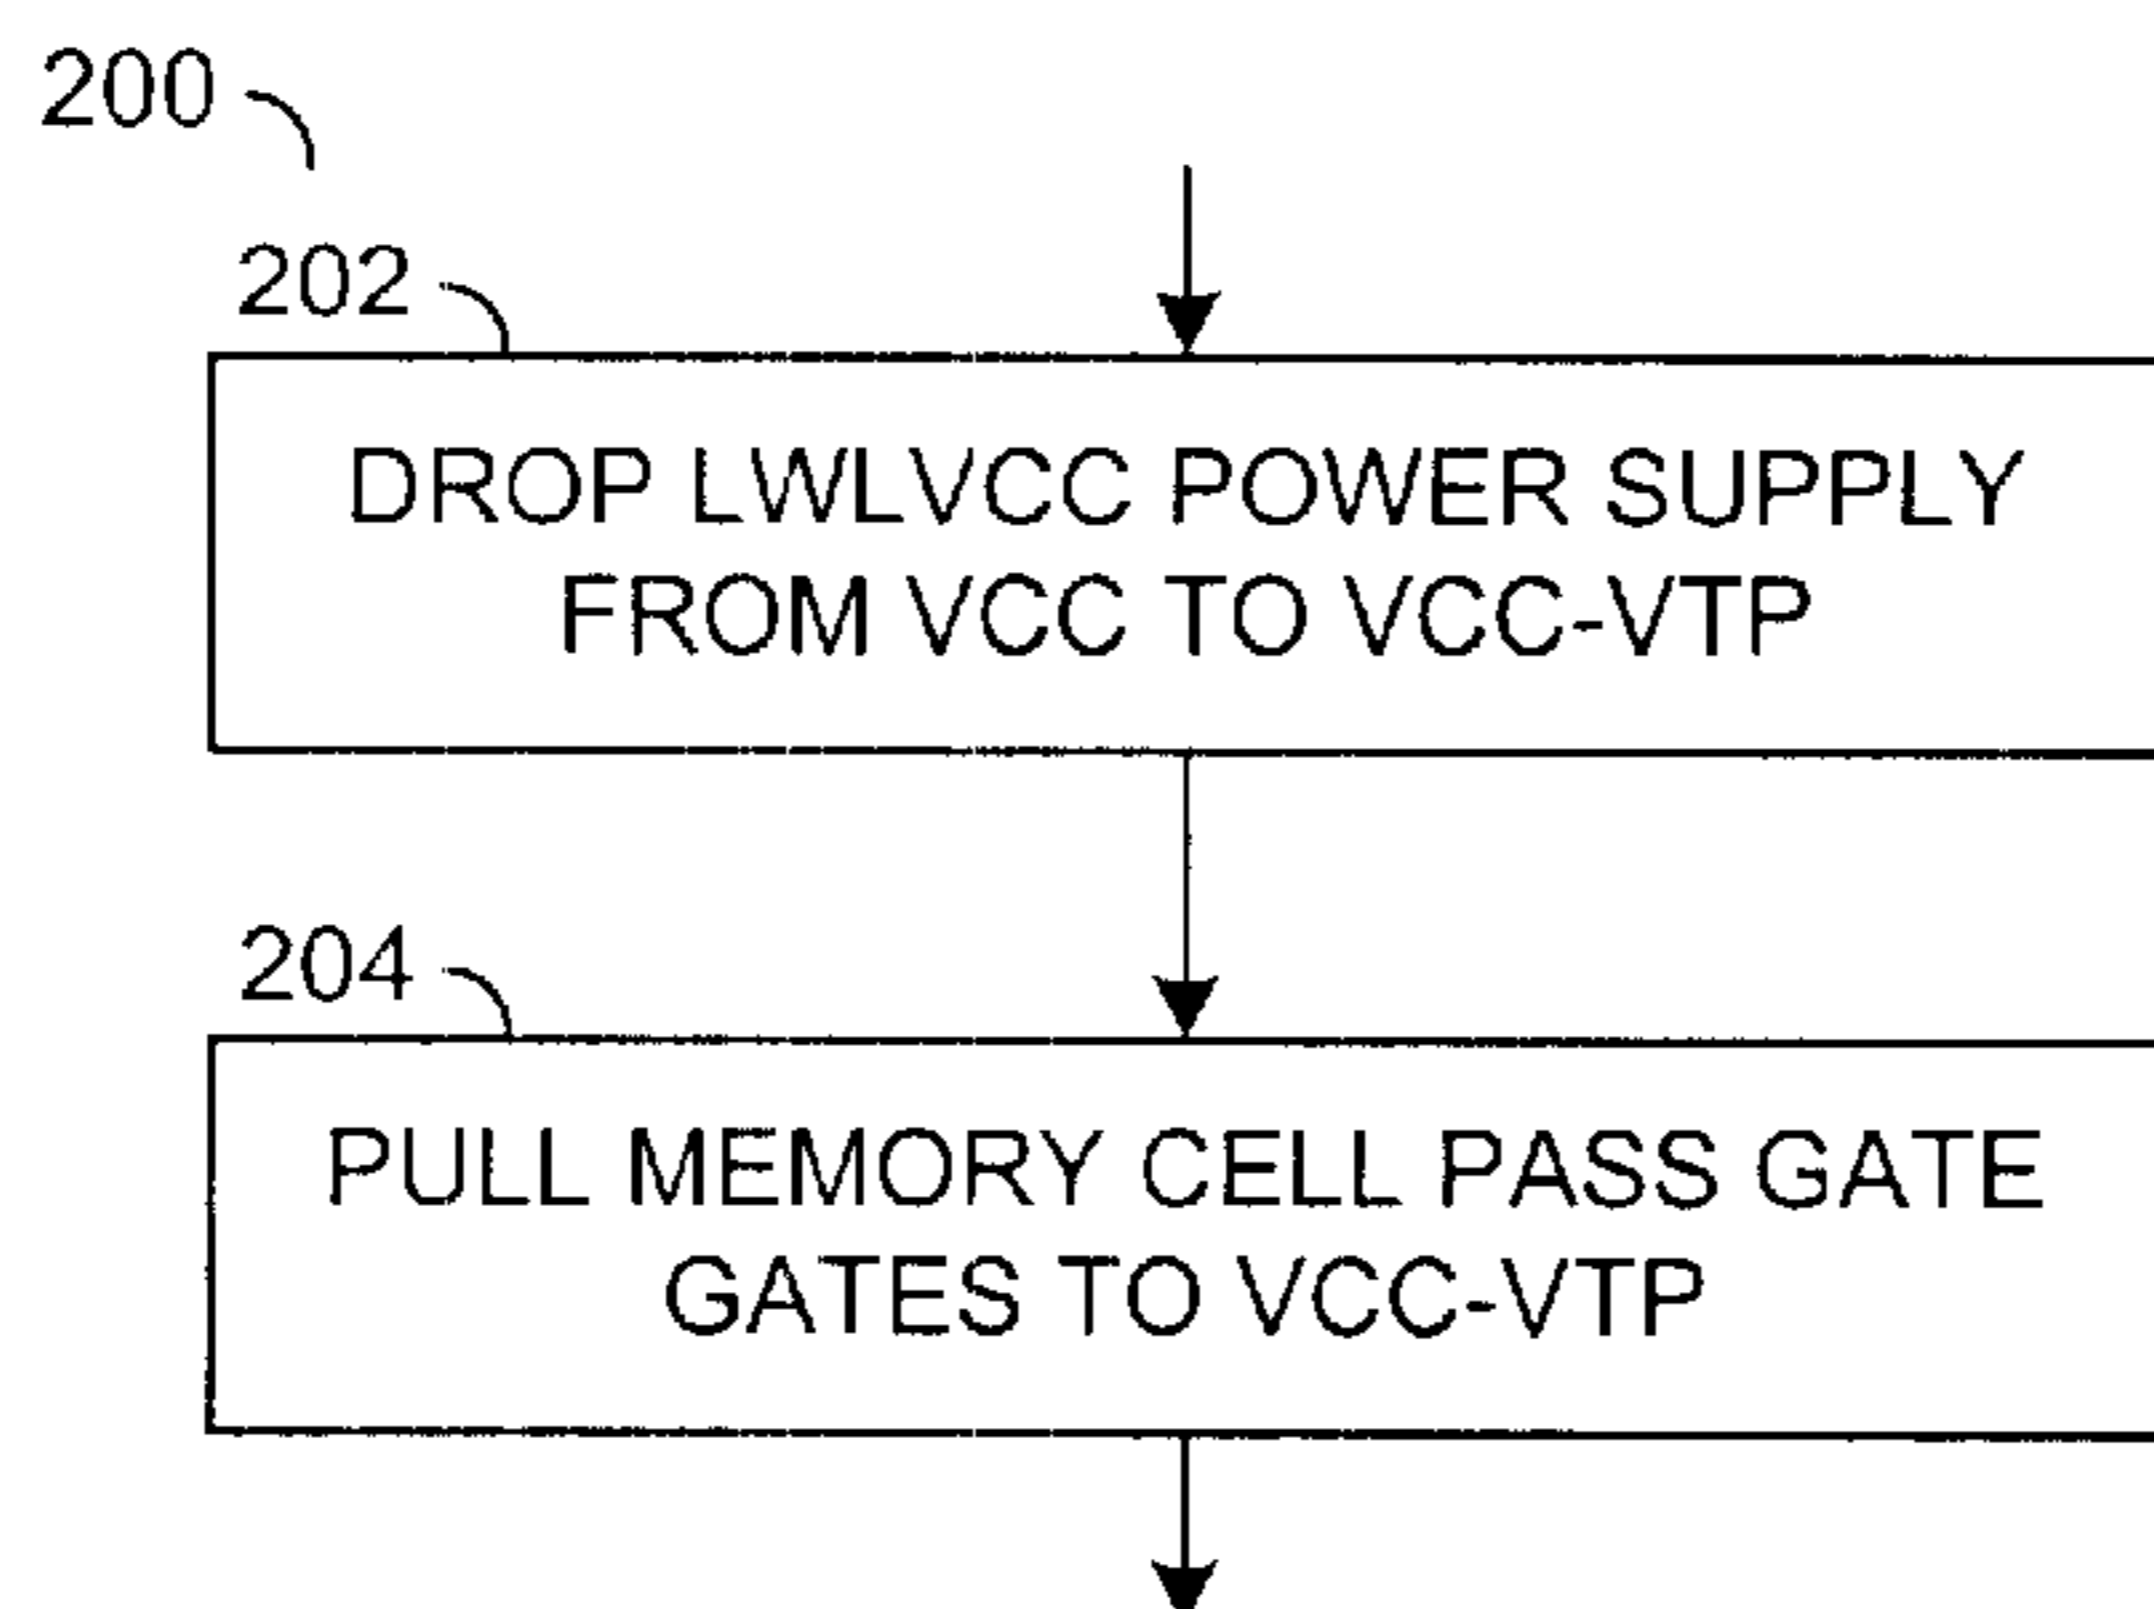 200
202
DROP LWLVCC POWER SUPPLY
FROM VCC TO VCC-VTP
204
PULL MEMORY CELL PASS GATE
GATES TO VCC-VTP